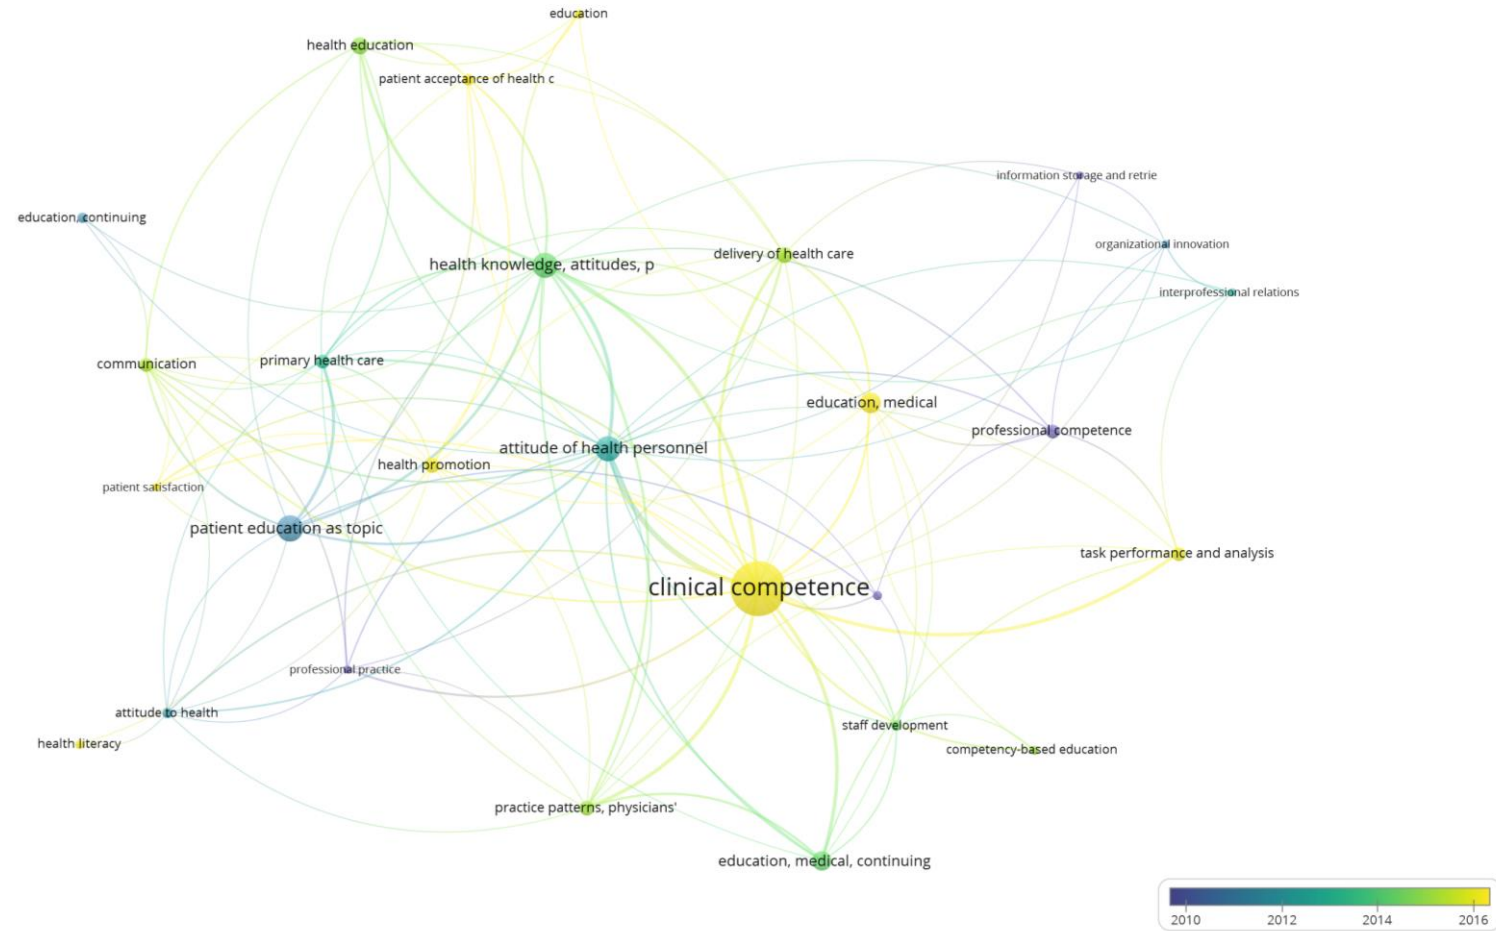 education
health education
patient acceptance of health c
information storage and retrie
education, continuing
organizational innovation
delivery of health care
health knowledge, attitudes, p
interprofessional relations
primary health care
communication
education, medical
professional competence
attitude of health personnel
health promotion
patient satisfaction
patient education as topic
task performance and analysis
clinical competence
professional practice
attitude to health
staff development
health literacy
competency-based education
practice patterns, physicians'
education, medical, continuing
2010 2012 2014 2016